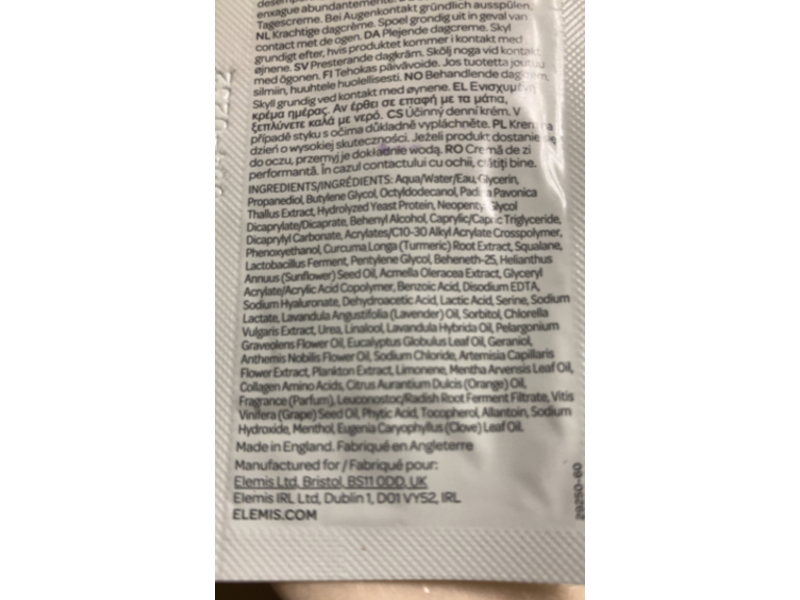 enxague abundantemente.
Tagescreme. Bei Augenkontakt gründlich ausspülen.
NL Krachtige dagcrème. Spoel grondig uit in geval van
contact met de ogen. DA Plejende dagcreme. Skyl
grundigt efter, hvis produktet kommer i kontakt med
øjnene. SV Presterande dagkräm. Skölj noga vid kontakt
med ögonen. FI Tehokas päivävoide. Jos tuotetta joutuu
silmiin, huuhtele huolellisesti. NO Behandlende dagkrem.
Skyll grundig ved kontakt med øynene. EL Ενισχυμένη
κρέμα ημέρας. Αν έρθει σε επαφή με τα μάτια,
ξεπλύνετε καλά με νερό. CS Účinný denní krém. V
případě styku s očima důkladně vypláchněte. PL Krem na
dzień o wysokiej skuteczności. Jeżeli produkt dostanie się
do oczu, przemyj je dokładnie wodą. RO Cremă de zi
performantă. În cazul contactului cu ochii, clătiți bine.
INGREDIENTS/INGRÉDIENTS: Aqua/Water/Eau, Glycerin,
Propanediol, Butylene Glycol, Octyldodecanol, Padina Pavonica
Thallus Extract, Hydrolyzed Yeast Protein, Neopentyl Glycol
Dicaprylate/Dicaprate, Behenyl Alcohol, Caprylic/Capric Triglyceride,
Dicaprylyl Carbonate, Acrylates/C10-30 Alkyl Acrylate Crosspolymer,
Phenoxyethanol, Curcuma Longa (Turmeric) Root Extract, Squalane,
Lactobacillus Ferment, Pentylene Glycol, Beheneth-25, Helianthus
Annuus (Sunflower) Seed Oil, Acmella Oleracea Extract, Glyceryl
Acrylate/Acrylic Acid Copolymer, Benzoic Acid, Disodium EDTA,
Sodium Hyaluronate, Dehydroacetic Acid, Lactic Acid, Serine, Sodium
Lactate, Lavandula Angustifolia (Lavender) Oil, Sorbitol, Chlorella
Vulgaris Extract, Urea, Linalool, Lavandula Hybrida Oil, Pelargonium
Graveolens Flower Oil, Eucalyptus Globulus Leaf Oil, Geraniol,
Anthemis Nobilis Flower Oil, Sodium Chloride, Artemisia Capillaris
Flower Extract, Plankton Extract, Limonene, Mentha Arvensis Leaf Oil,
Collagen Amino Acids, Citrus Aurantium Dulcis (Orange) Oil,
Fragrance (Parfum), Leuconostoc/Radish Root Ferment Filtrate, Vitis
Vinifera (Grape) Seed Oil, Phytic Acid, Tocopherol, Allantoin, Sodium
Hydroxide, Menthol, Eugenia Caryophyllus (Clove) Leaf Oil.
Made in England. Fabriqué en Angleterre
Manufactured for / Fabriqué pour:
Elemis Ltd, Bristol, BS11 0DD, UK
Elemis IRL Ltd, Dublin 1, D01 VY52, IRL
ELEMIS.COM
29250-60